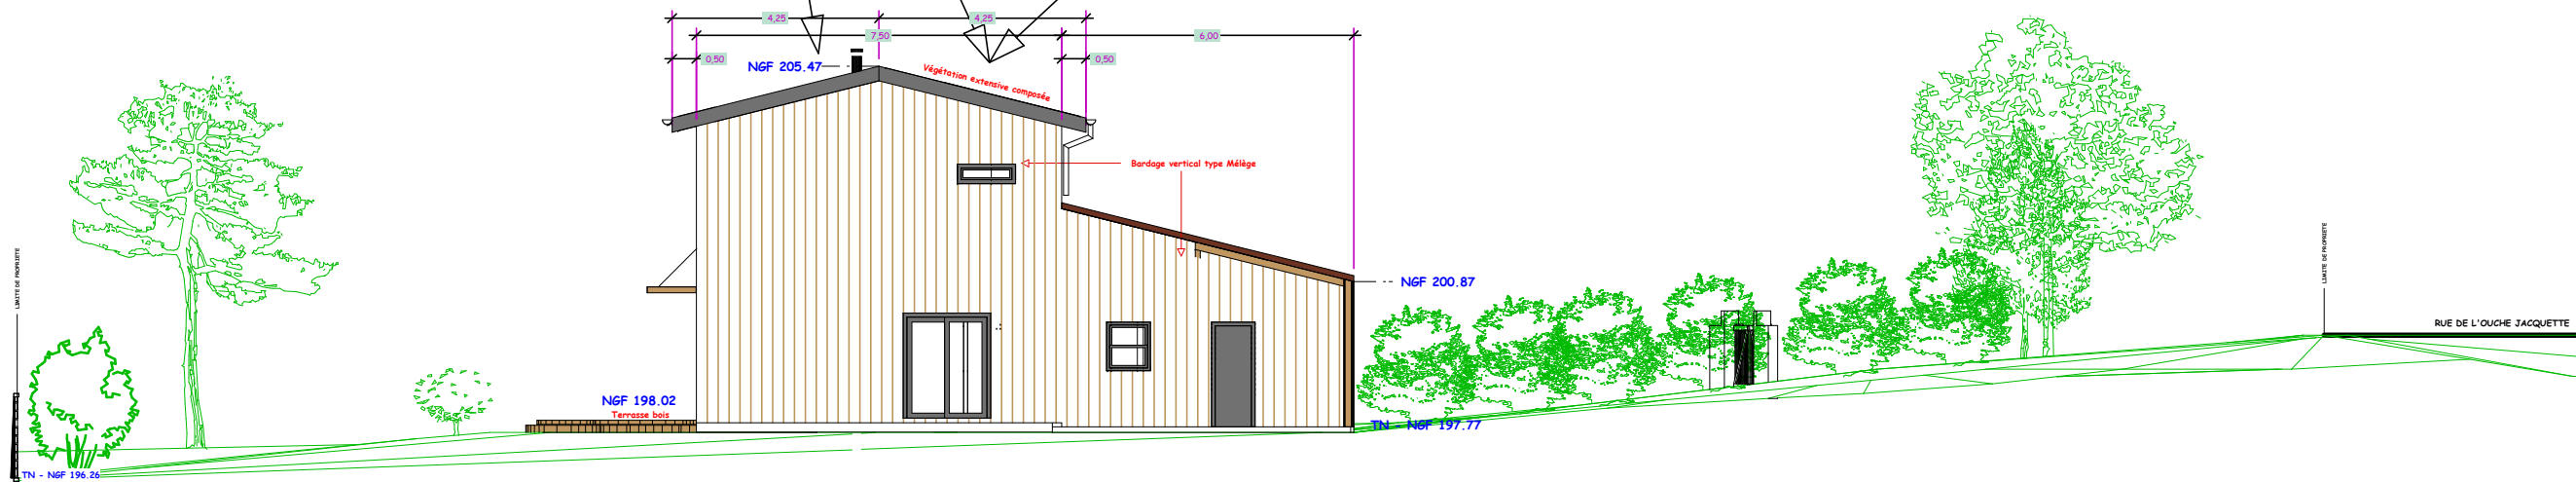 4,25
4,25
7,50
6,00
0,50
0,50
NGF 205.47
Végétation extensive composée
Bardage vertical type Mélège
LIMITE DE PROPRIETE
LIMITE DE PROPRIETE
NGF 200.87
RUE DE L'OUCHE JACQUETTE
NGF 198.02
Terrasse bois
TN - NGF 197.77
TN - NGF 196.26